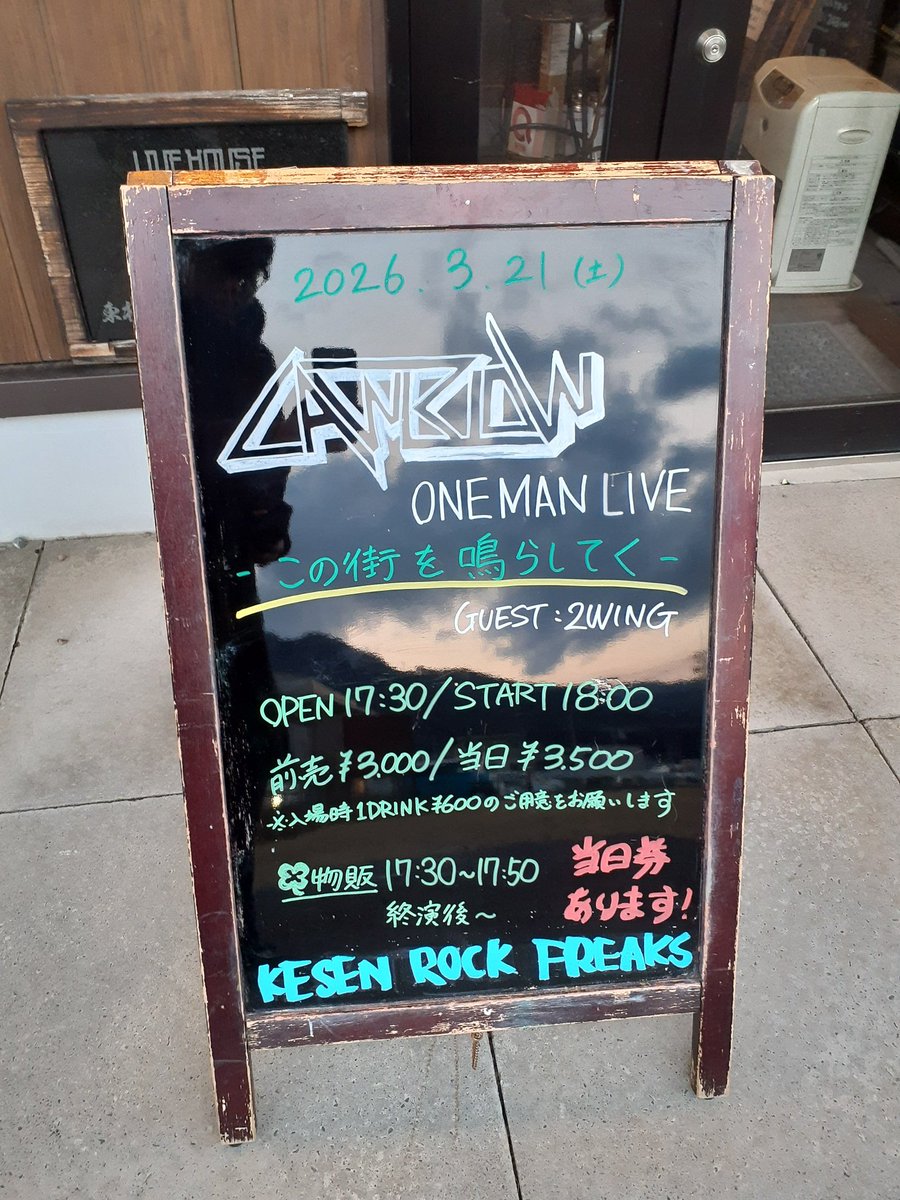 LIVE HOUSE
2026.3.21(土)
ONE MAN LIVE
-この街を鳴らしてく-
GUEST:2WING
OPEN 17:30/START 18:00
前売¥3.000/当日¥3.500
※入場時1DRINK¥600のご用意をお願いします
物販 17:30~17:50
終演後~
当日券
あります!
KESEN ROCK FREAKS